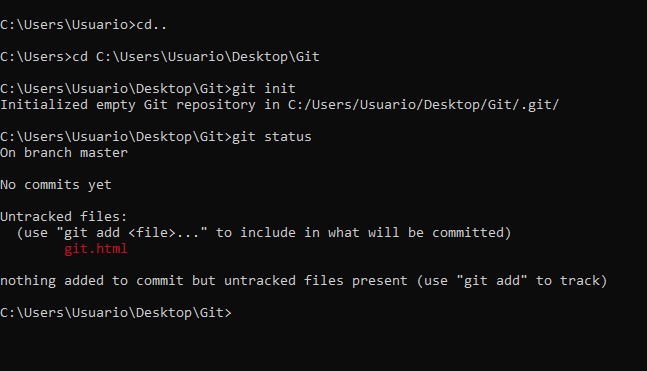 C:\Users\Usuario>cd..
C:\Users>cd C:\Users\Usuario\Desktop\Git
C:\Users\Usuario\Desktop\Git>git init
Initialized empty Git repository in C:/Users/Usuario/Desktop/Git/.git/
C:\Users\Usuario\Desktop\Git>git status
On branch master
No commits yet
Untracked files:
  (use "git add <file>..." to include in what will be committed)
        git.html
nothing added to commit but untracked files present (use "git add" to track)
C:\Users\Usuario\Desktop\Git>